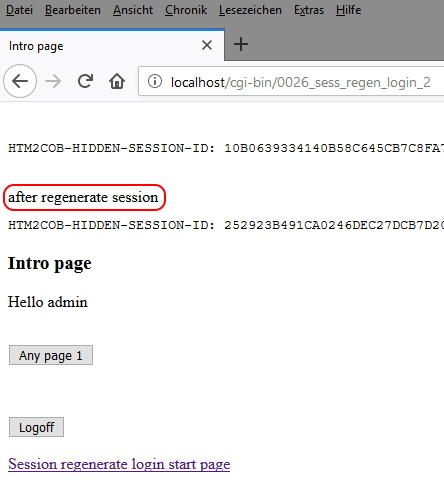 Datei Bearbeiten Ansicht Chronik Lesezeichen Extras Hilfe
Intro page
localhost/cgi-bin/0026_sess_regen_login_2
HTM2COB-HIDDEN-SESSION-ID: 10B0639334140B58C645CB7C8FA7
after regenerate session
HTM2COB-HIDDEN-SESSION-ID: 252923B491CA0246DEC27DCB7D20
Intro page
Hello admin
Any page 1
Logoff
Session regenerate login start page